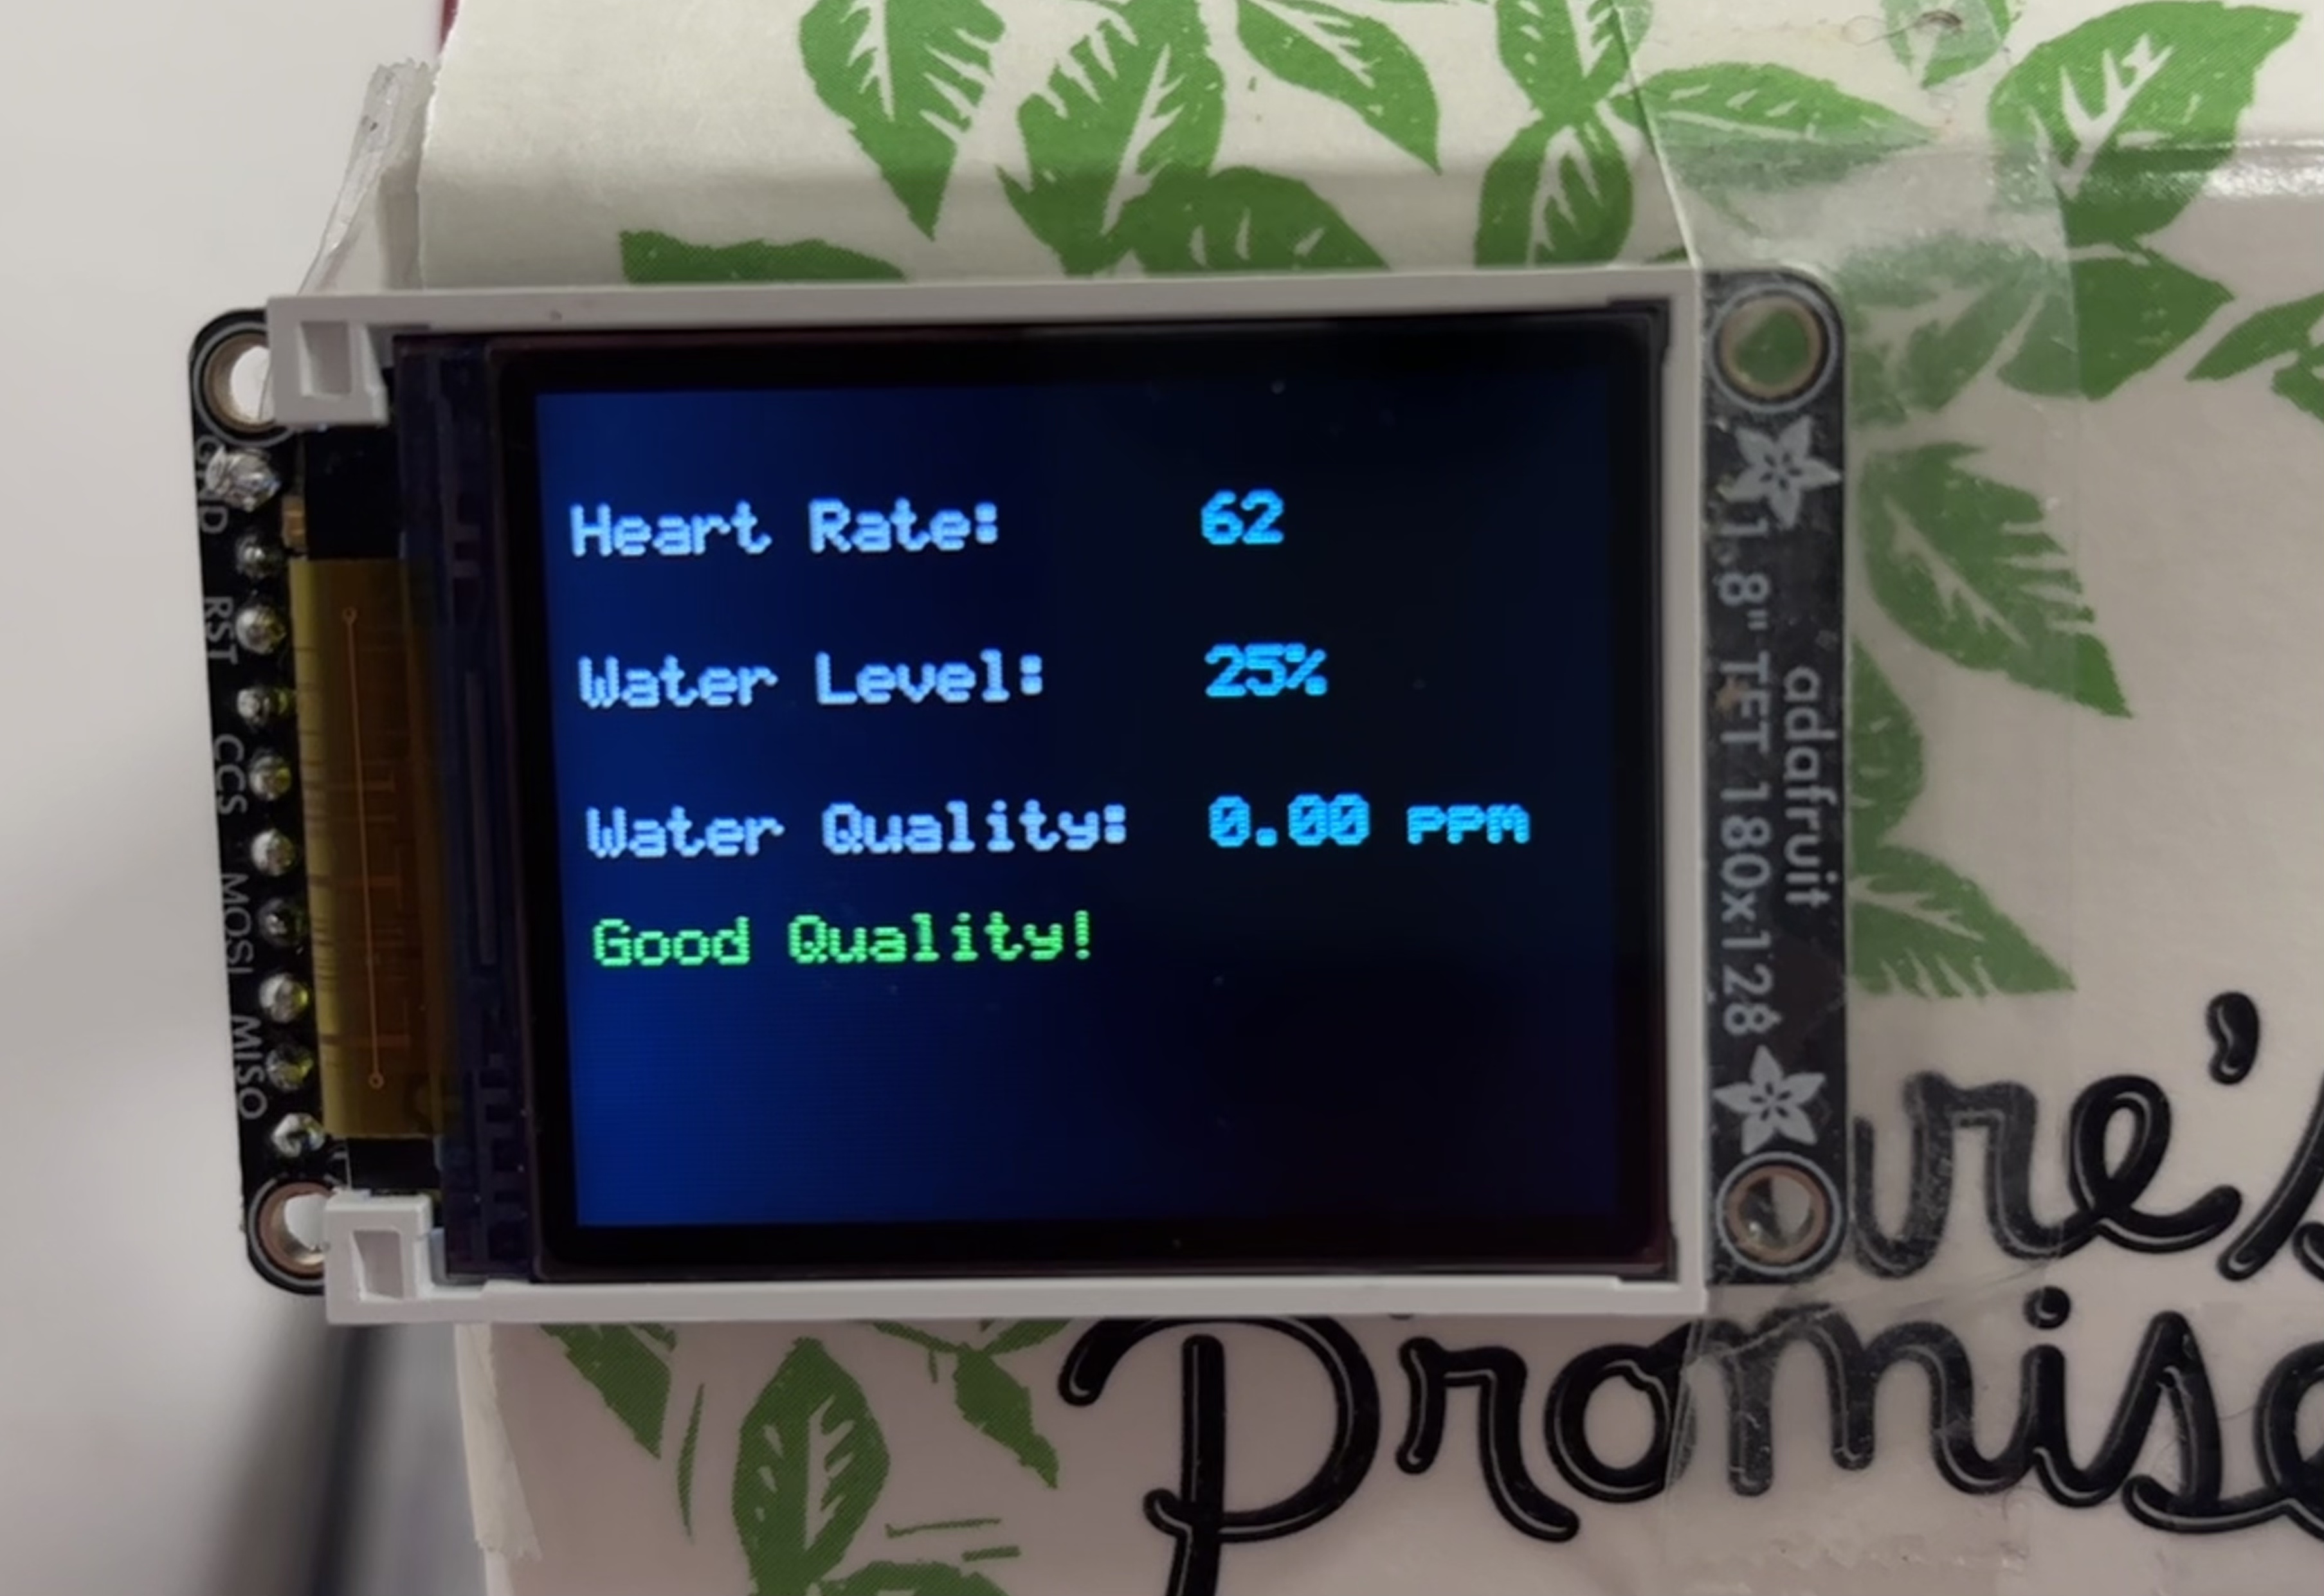 Heart Rate: 62
Water Level: 25%
Water Quality: 0.00 ppm
Good Quality!
GND
RST
CCS
MOSI
MISO
adafruit
1.8" TFT 180x128
ure's
Promise